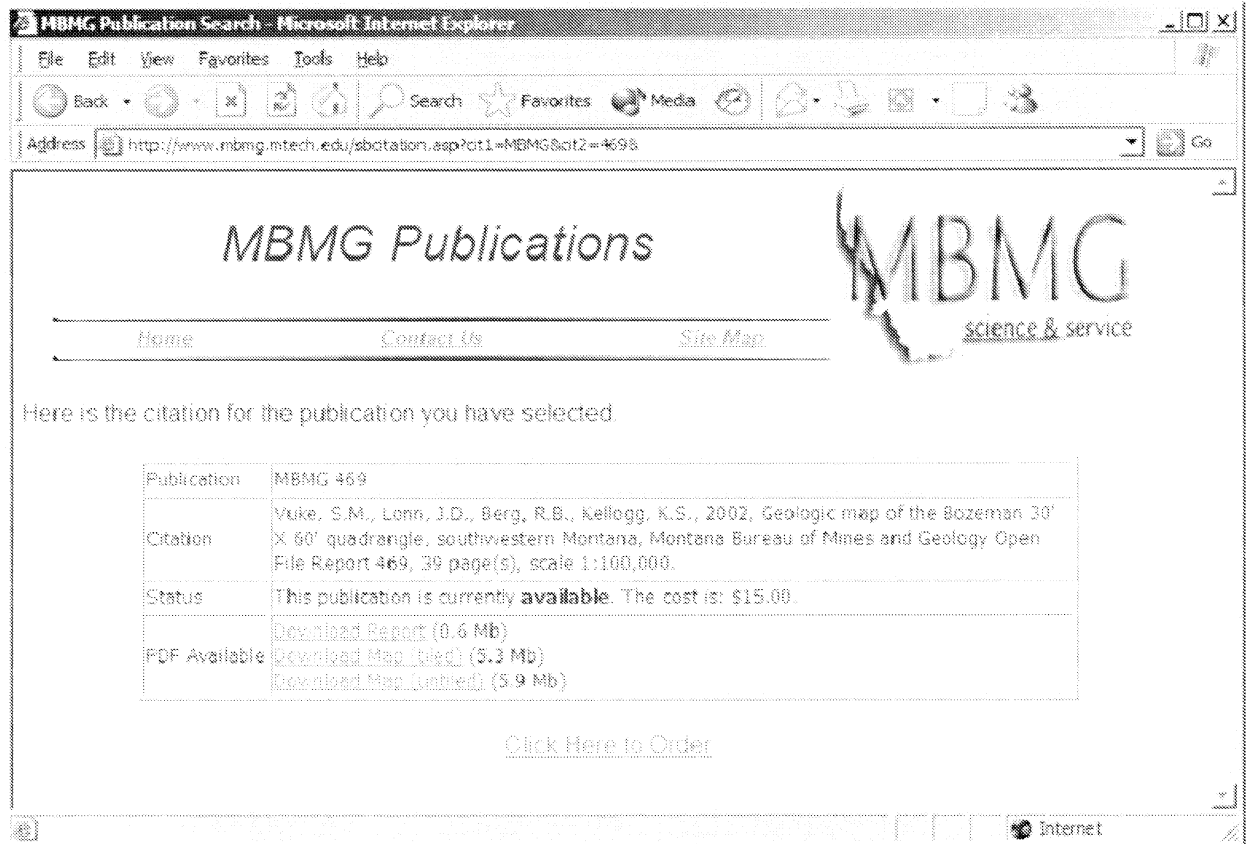 MBMG Publication Search - Microsoft Internet Explorer
File Edit View Favorites Tools Help
Back Search Favorites Media
Address http://www.mbmg.mtech.edu/sbcitation.asp?cit1=MBMG&cit2=469& Go
MBMG Publications
MBMG
science & service
Home Contact Us Site Map
Here is the citation for the publication you have selected.
Publication MBMG 469
Citation Vuke, S.M., Lonn, J.D., Berg, R.B., Kellogg, K.S., 2002, Geologic map of the Bozeman 30'
X 60' quadrangle, southwestern Montana, Montana Bureau of Mines and Geology Open
File Report 469, 39 page(s), scale 1:100,000.
Status This publication is currently available. The cost is: $15.00.
PDF Available Download Report (0.6 Mb)
Download Map (tiled) (5.3 Mb)
Download Map (untiled) (5.9 Mb)
Click Here to Order
Internet